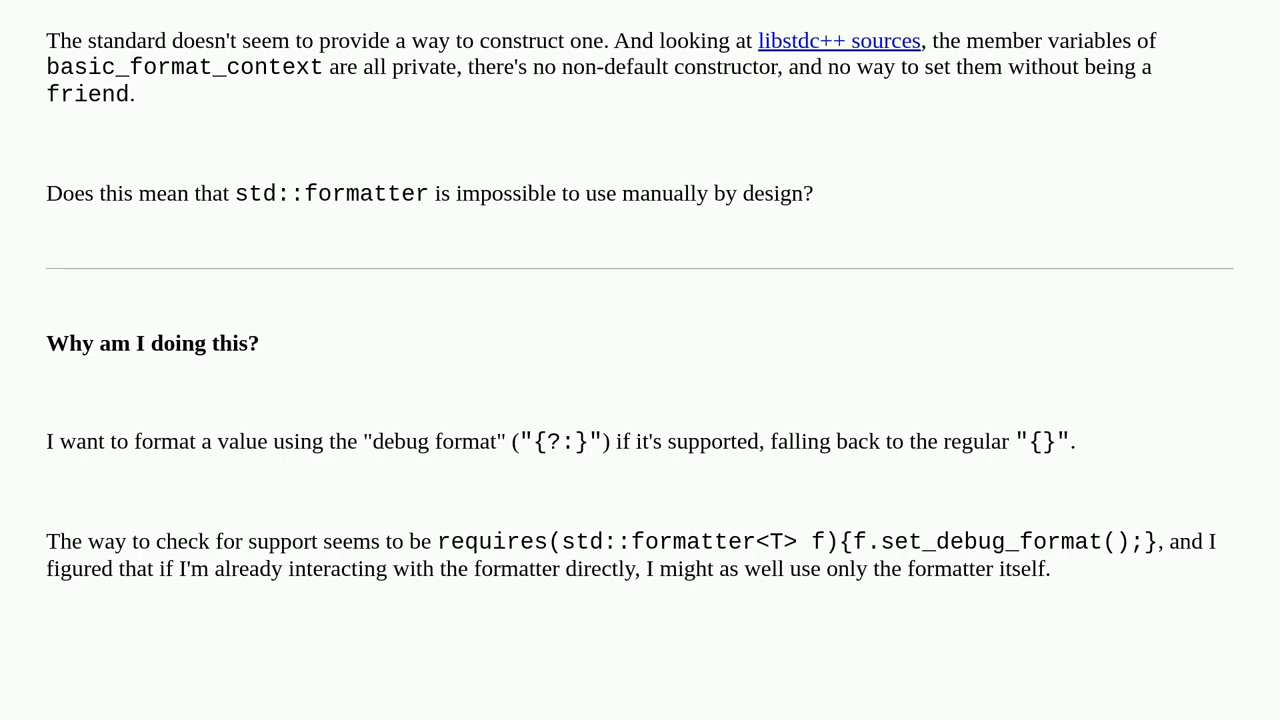 The standard doesn't seem to provide a way to construct one. And looking at libstdc++ sources, the member variables of
basic_format_context are all private, there's no non-default constructor, and no way to set them without being a
friend.
Does this mean that std::formatter is impossible to use manually by design?
Why am I doing this?
I want to format a value using the "debug format" ("{?:}") if it's supported, falling back to the regular "{}".
The way to check for support seems to be requires(std::formatter<T> f){f.set_debug_format();}, and I
figured that if I'm already interacting with the formatter directly, I might as well use only the formatter itself.